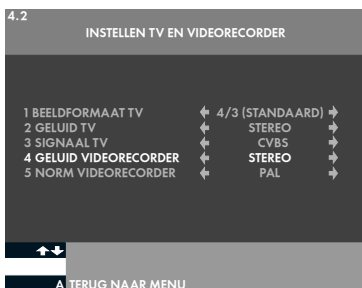 4.2
INSTELLEN TV EN VIDEORECORDER
1 BEELDFORMAAT TV 4/3 (STANDAARD)
2 GELUID TV STEREO
3 SIGNAAL TV CVBS
4 GELUID VIDEORECORDER STEREO
5 NORM VIDEORECORDER PAL
A TERUG NAAR MENU